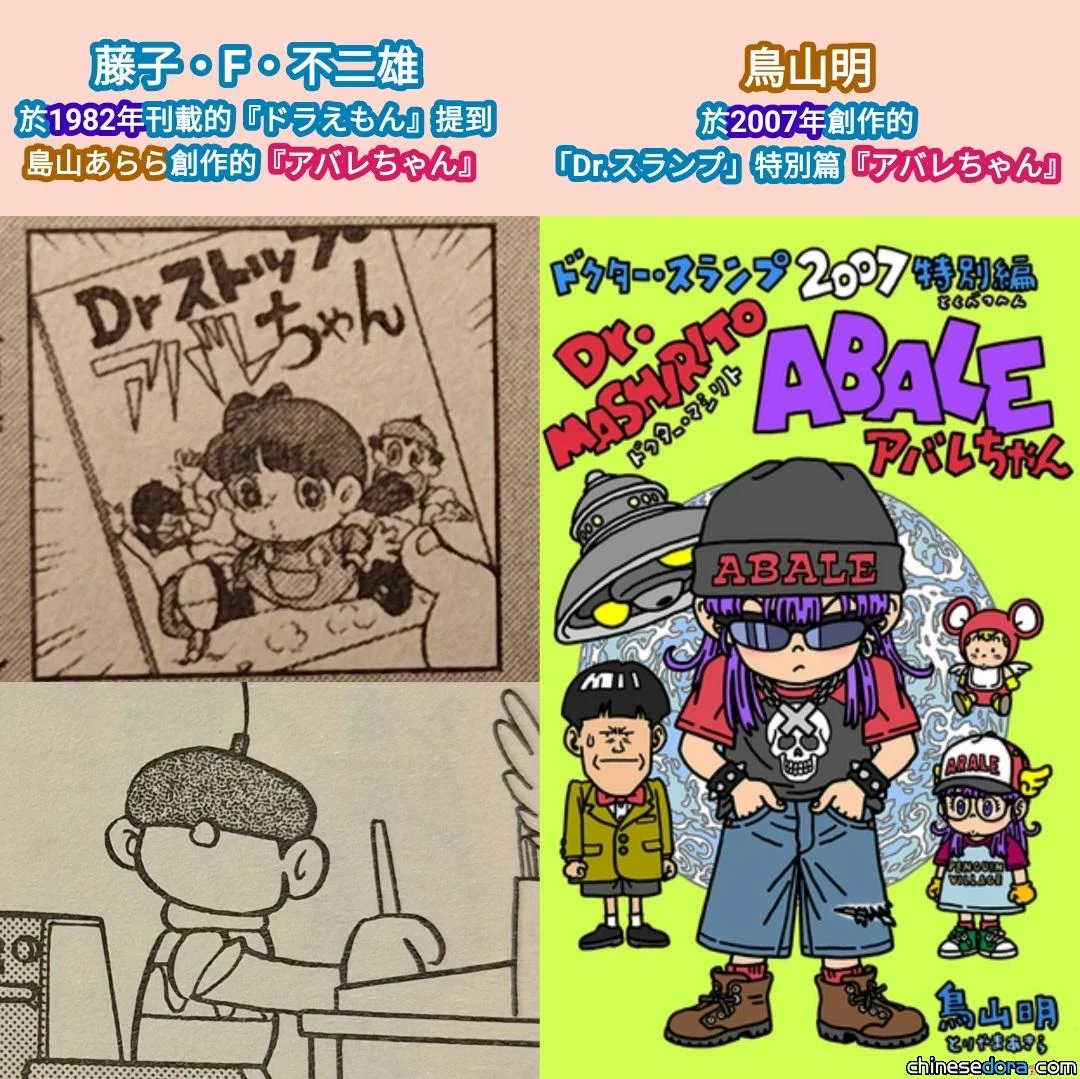 藤子・F・不二雄
於1982年刊載的『ドラえもん』提到
島山あらら創作的『アバレちゃん』
鳥山明
於2007年創作的
「Dr.スランプ」特別篇『アバレちゃん』
Drストップ
アバレちゃん
ドクター・スランプ2007特別編
とくべつへん
Dr.
MASHIRITO
ドクター・マシリト
ABALE
アバレちゃん
ABALE
ARALE
PENGUIN
VILLAGE
鳥山明
とりやまあきら
chinesedora.com